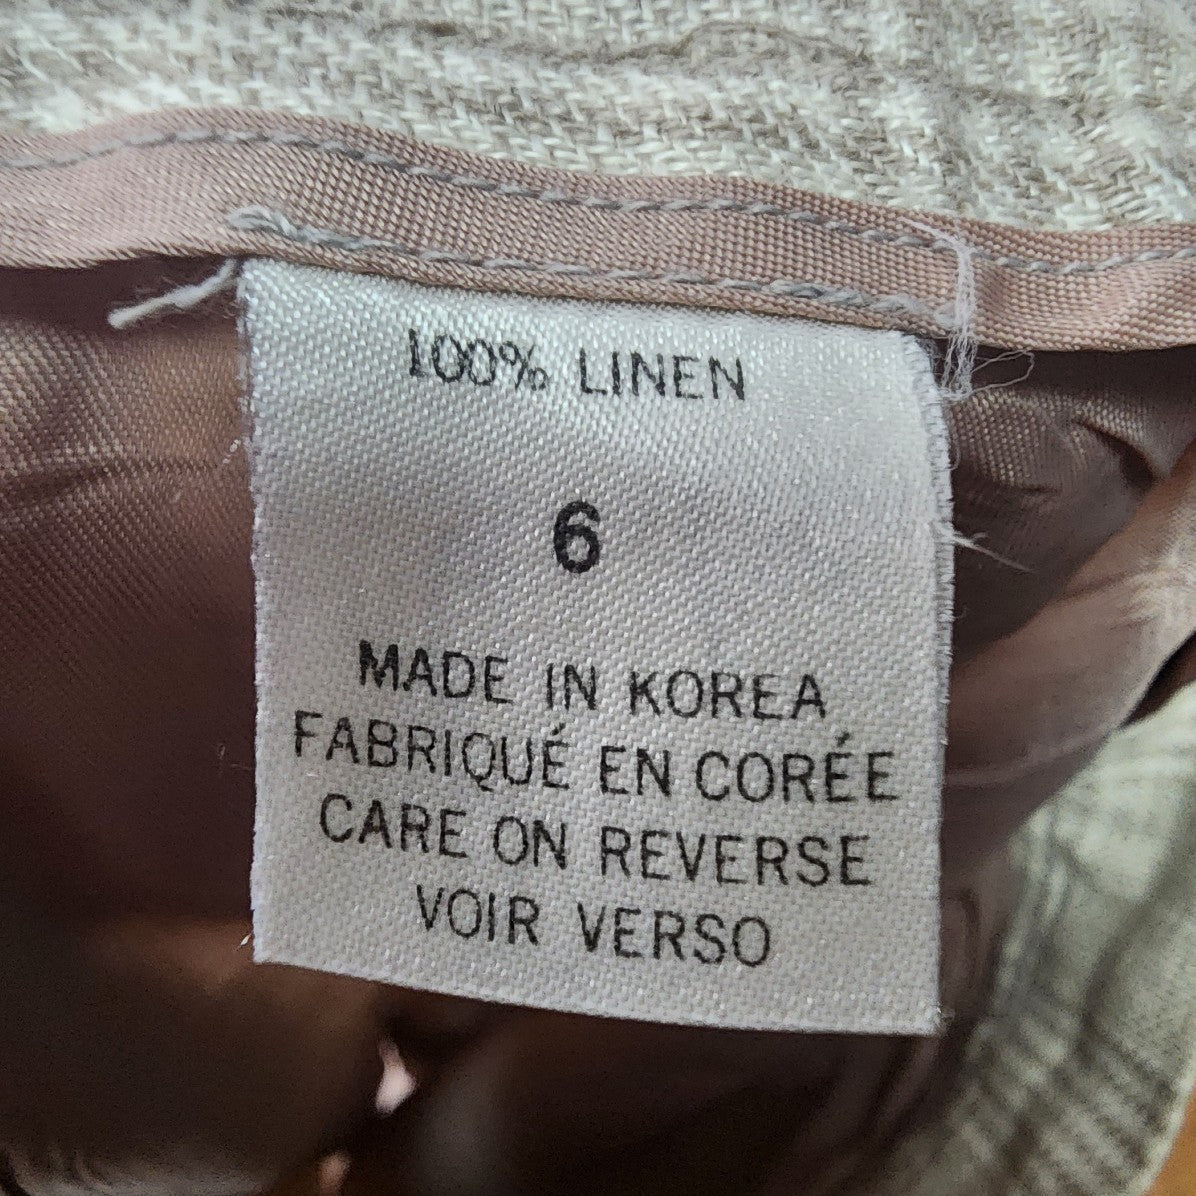 100% LINEN
6
MADE IN KOREA
FABRIQUÉ EN CORÉE
CARE ON REVERSE
VOIR VERSO